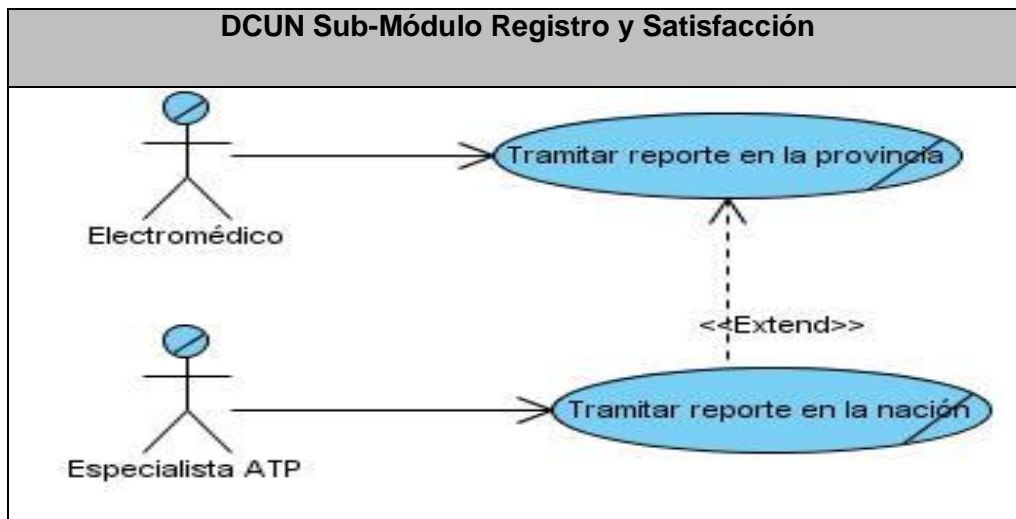 DCUN Sub-Módulo Registro y Satisfacción
Tramitar reporte en la provincia
Electromédico
<<Extend>>
Tramitar reporte en la nación
Especialista ATP